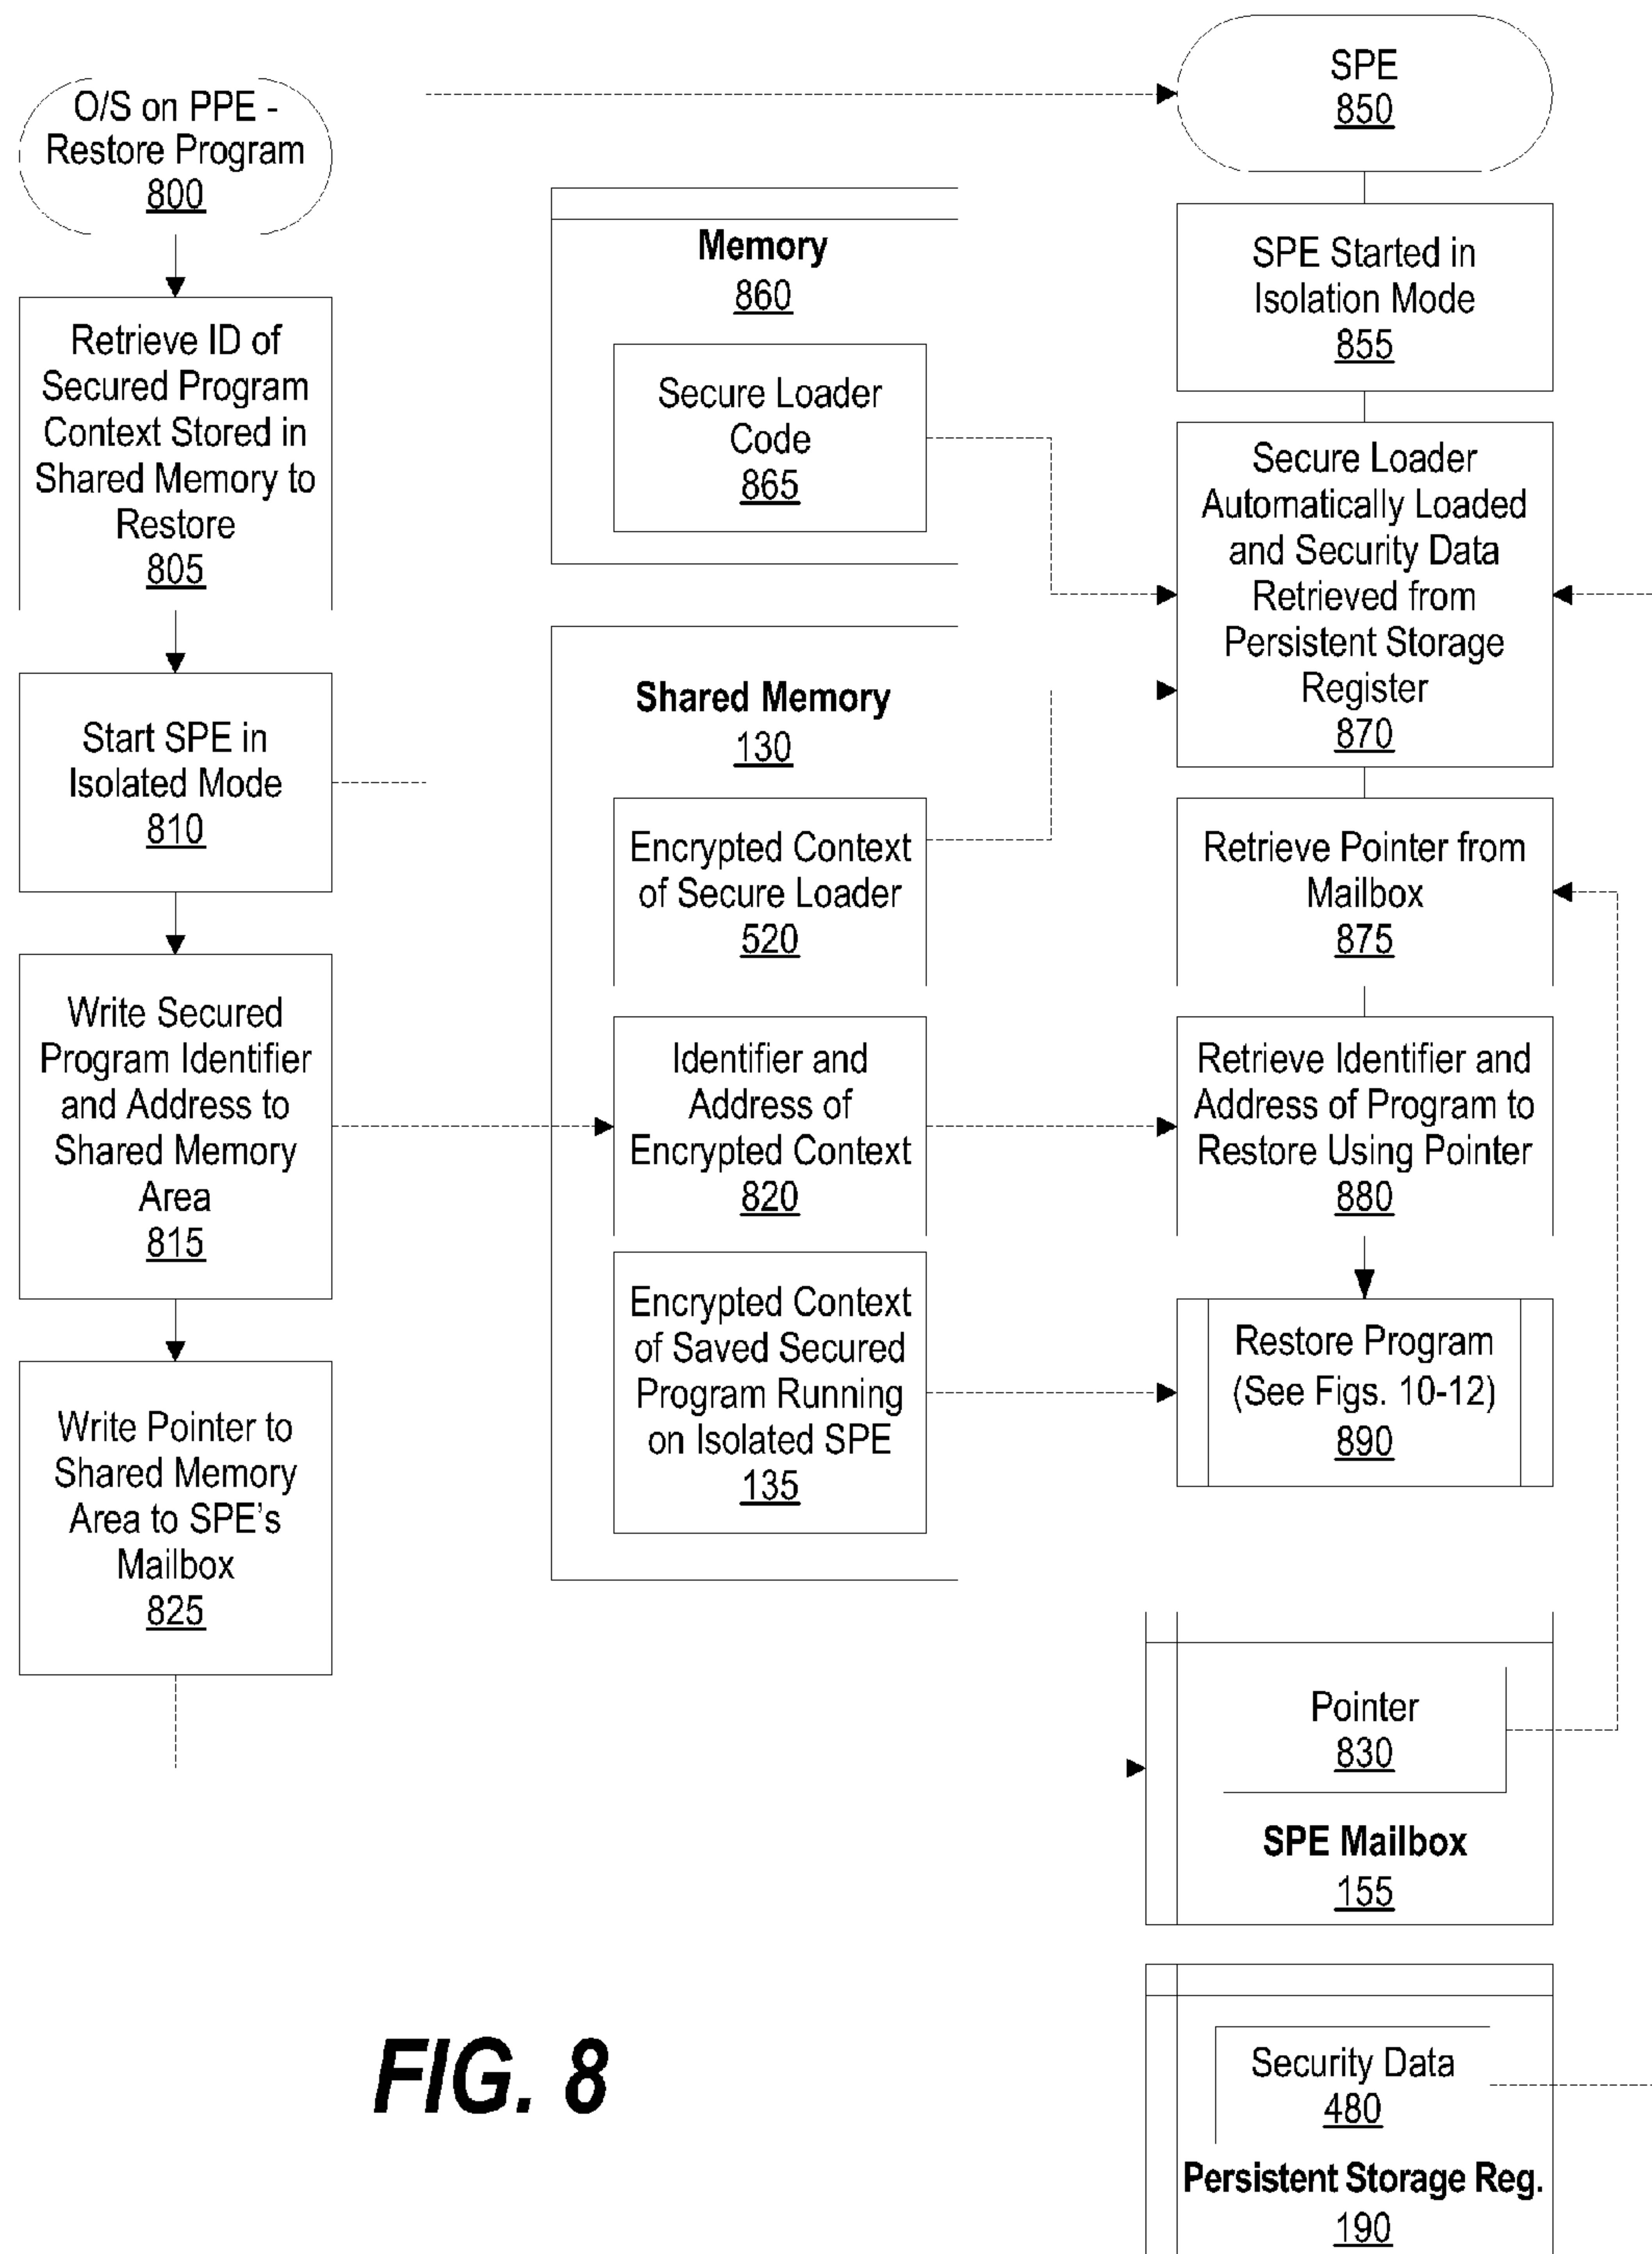 O/S on PPE -
Restore Program
800
Retrieve ID of
Secured Program
Context Stored in
Shared Memory to
Restore
805
Start SPE in
Isolated Mode
810
Write Secured
Program Identifier
and Address to
Shared Memory
Area
815
Write Pointer to
Shared Memory
Area to SPE's
Mailbox
825
Memory
860
Secure Loader
Code
865
Shared Memory
130
Encrypted Context
of Secure Loader
520
Identifier and
Address of
Encrypted Context
820
Encrypted Context
of Saved Secured
Program Running
on Isolated SPE
135
SPE
850
SPE Started in
Isolation Mode
855
Secure Loader
Automatically Loaded
and Security Data
Retrieved from
Persistent Storage
Register
870
Retrieve Pointer from
Mailbox
875
Retrieve Identifier and
Address of Program to
Restore Using Pointer
880
Restore Program
(See Figs. 10-12)
890
Pointer
830
SPE Mailbox
155
Security Data
480
Persistent Storage Reg.
190
FIG. 8